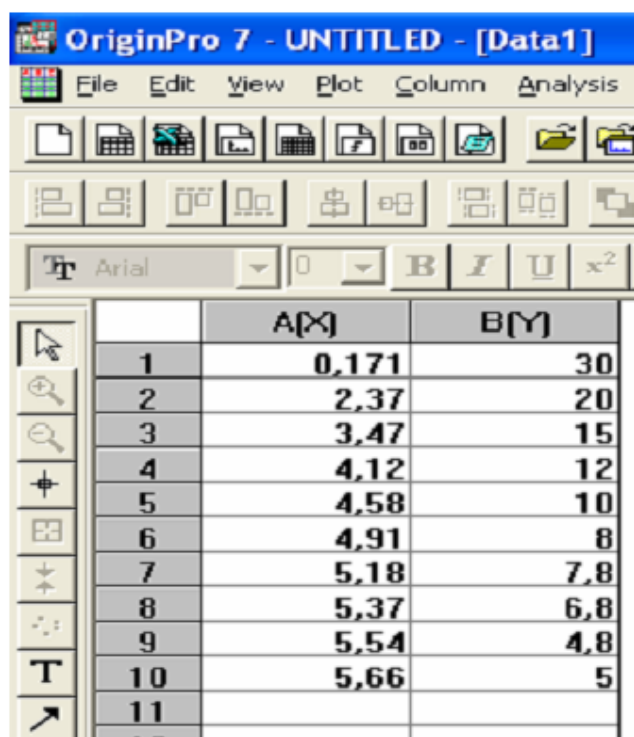 OriginPro 7 - UNTITLED - [Data1]
File Edit View Plot Column Analysis
Arial 0 B I U x²
A(X) B(Y)
1 0,171 30
2 2,37 20
3 3,47 15
4 4,12 12
5 4,58 10
6 4,91 8
7 5,18 7,8
8 5,37 6,8
9 5,54 4,8
T 10 5,66 5
11